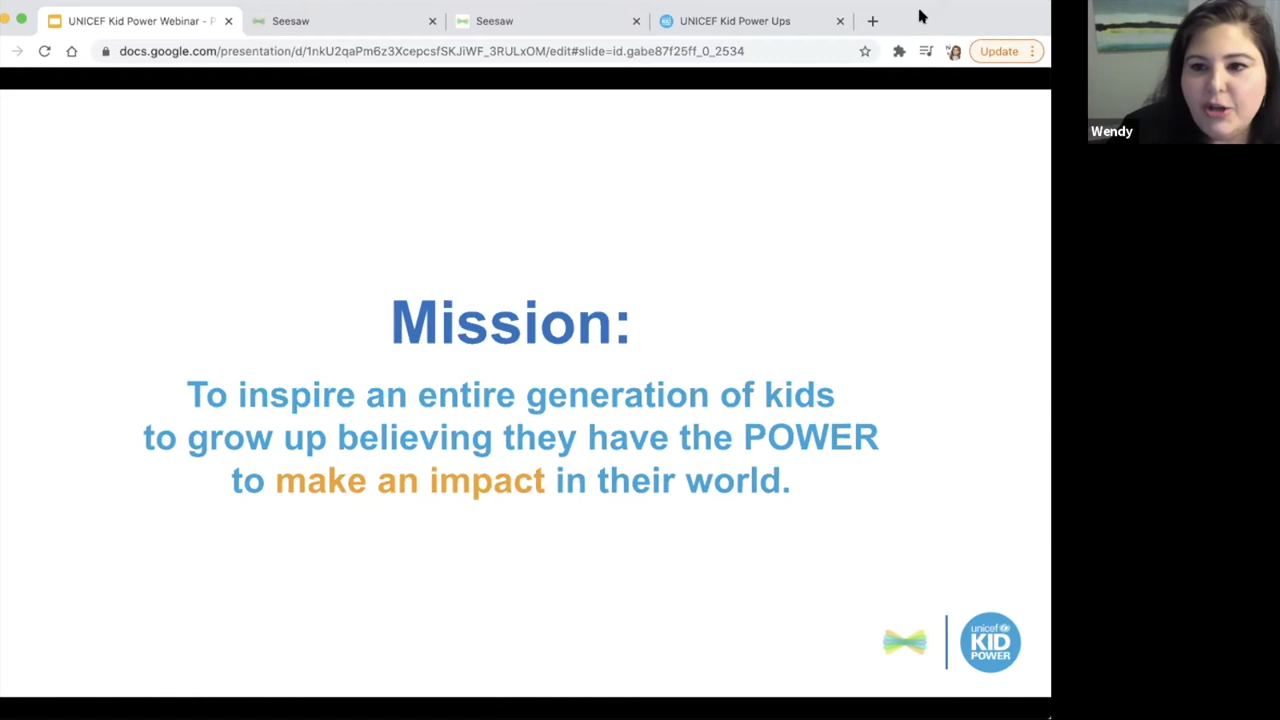 UNICEF Kid Power Webinar - P
Seesaw
Seesaw
UNICEF Kid Power Ups
docs.google.com/presentation/d/1nkU2qaPm6z3XcepcsfSKJiWF_3RULxOM/edit#slide=id.gabe87f25ff_0_2534
Update
Wendy
Mission:
To inspire an entire generation of kids
to grow up believing they have the POWER
to make an impact in their world.
unicef
KID
POWER